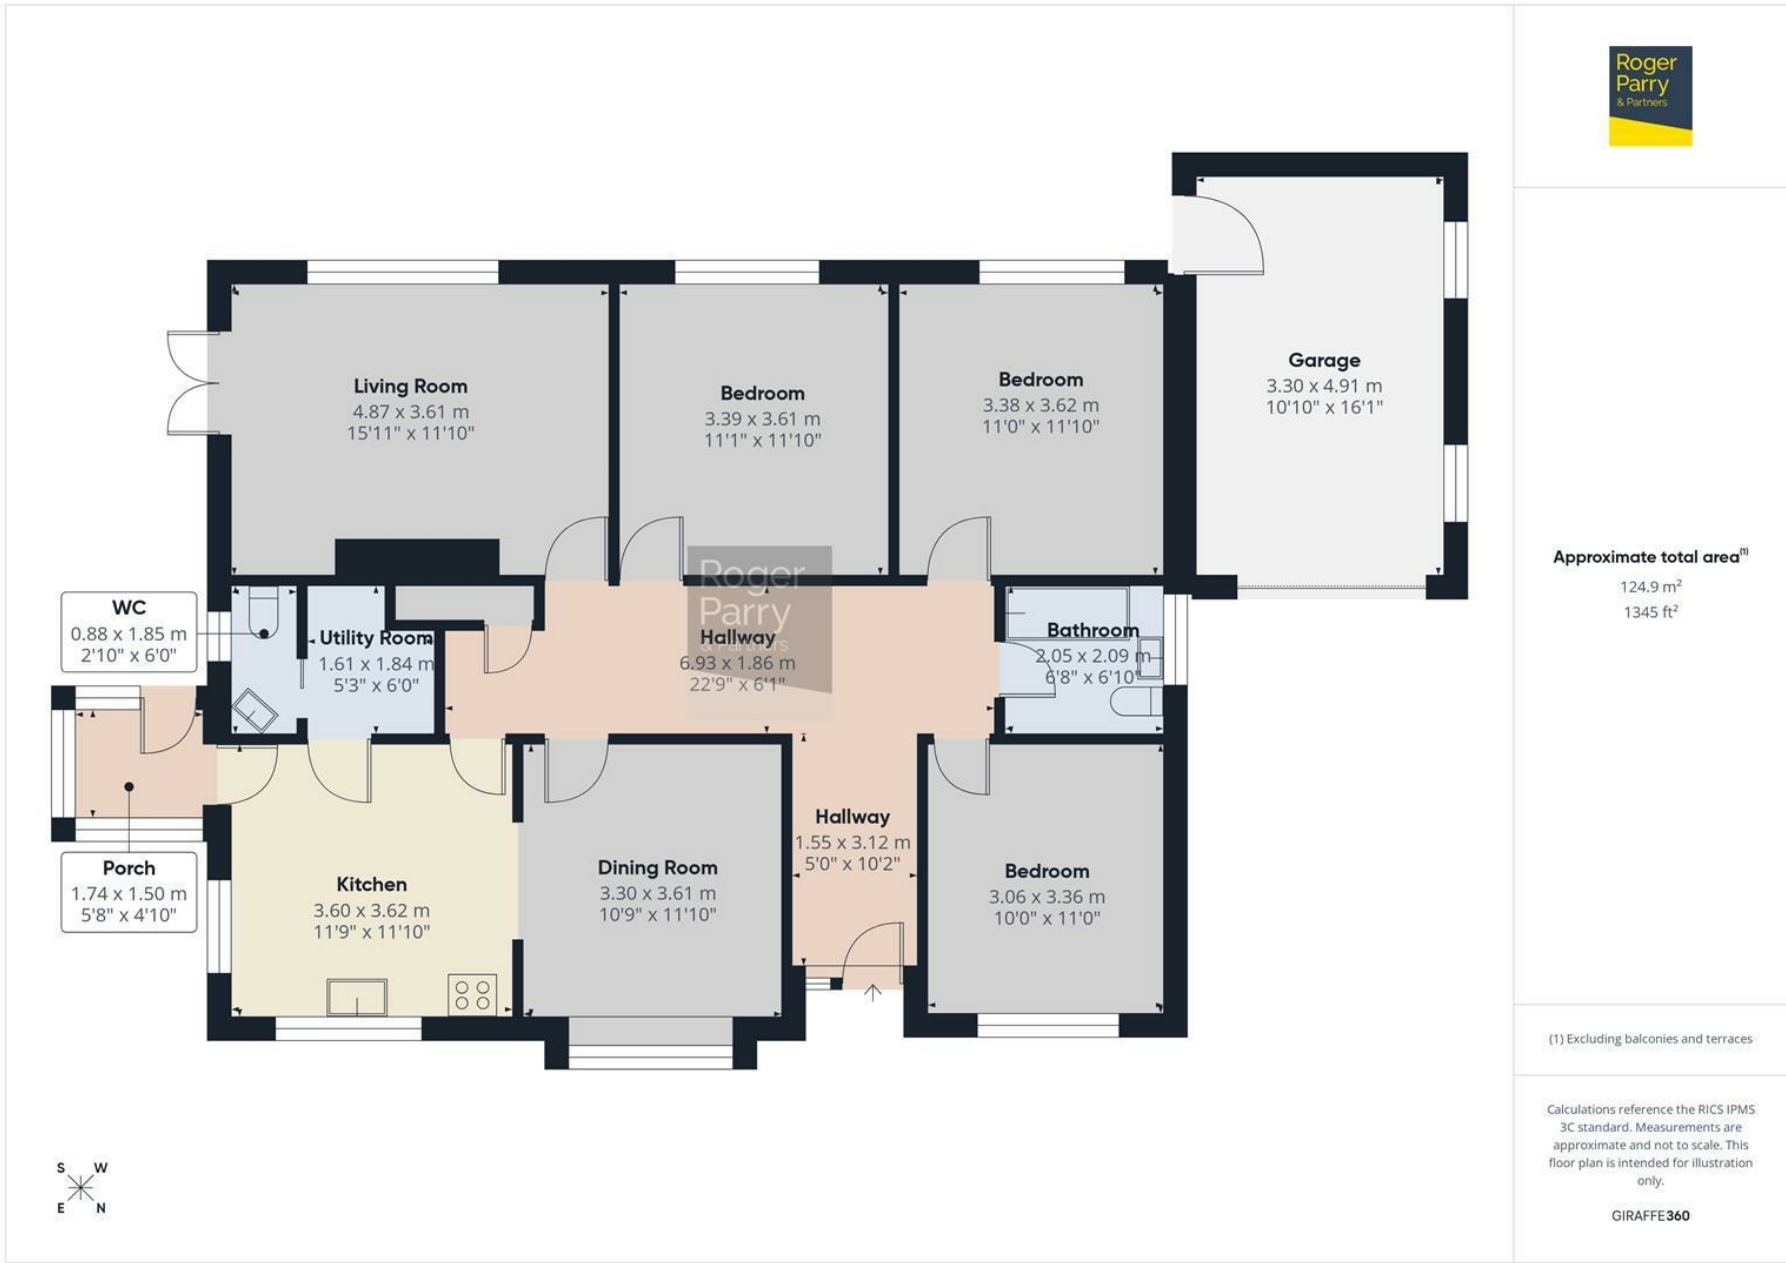 Roger
Parry
& Partners
Garage
3.30 x 4.91 m
10'10" x 16'1"
Living Room
4.87 x 3.61 m
15'11" x 11'10"
Bedroom
3.39 x 3.61 m
11'1" x 11'10"
Bedroom
3.38 x 3.62 m
11'0" x 11'10"
Approximate total area(1)
124.9 m²
1345 ft²
WC
0.88 x 1.85 m
2'10" x 6'0"
Utility Room
1.61 x 1.84 m
5'3" x 6'0"
Roger
Parry
& Partners
Hallway
6.93 x 1.86 m
22'9" x 6'1"
Bathroom
2.05 x 2.09 m
6'8" x 6'10"
Porch
1.74 x 1.50 m
5'8" x 4'10"
Kitchen
3.60 x 3.62 m
11'9" x 11'10"
Dining Room
3.30 x 3.61 m
10'9" x 11'10"
Hallway
1.55 x 3.12 m
5'0" x 10'2"
Bedroom
3.06 x 3.36 m
10'0" x 11'0"
(1) Excluding balconies and terraces
Calculations reference the RICS IPMS
3C standard. Measurements are
approximate and not to scale. This
floor plan is intended for illustration
only.
GIRAFFE360
S W
E N